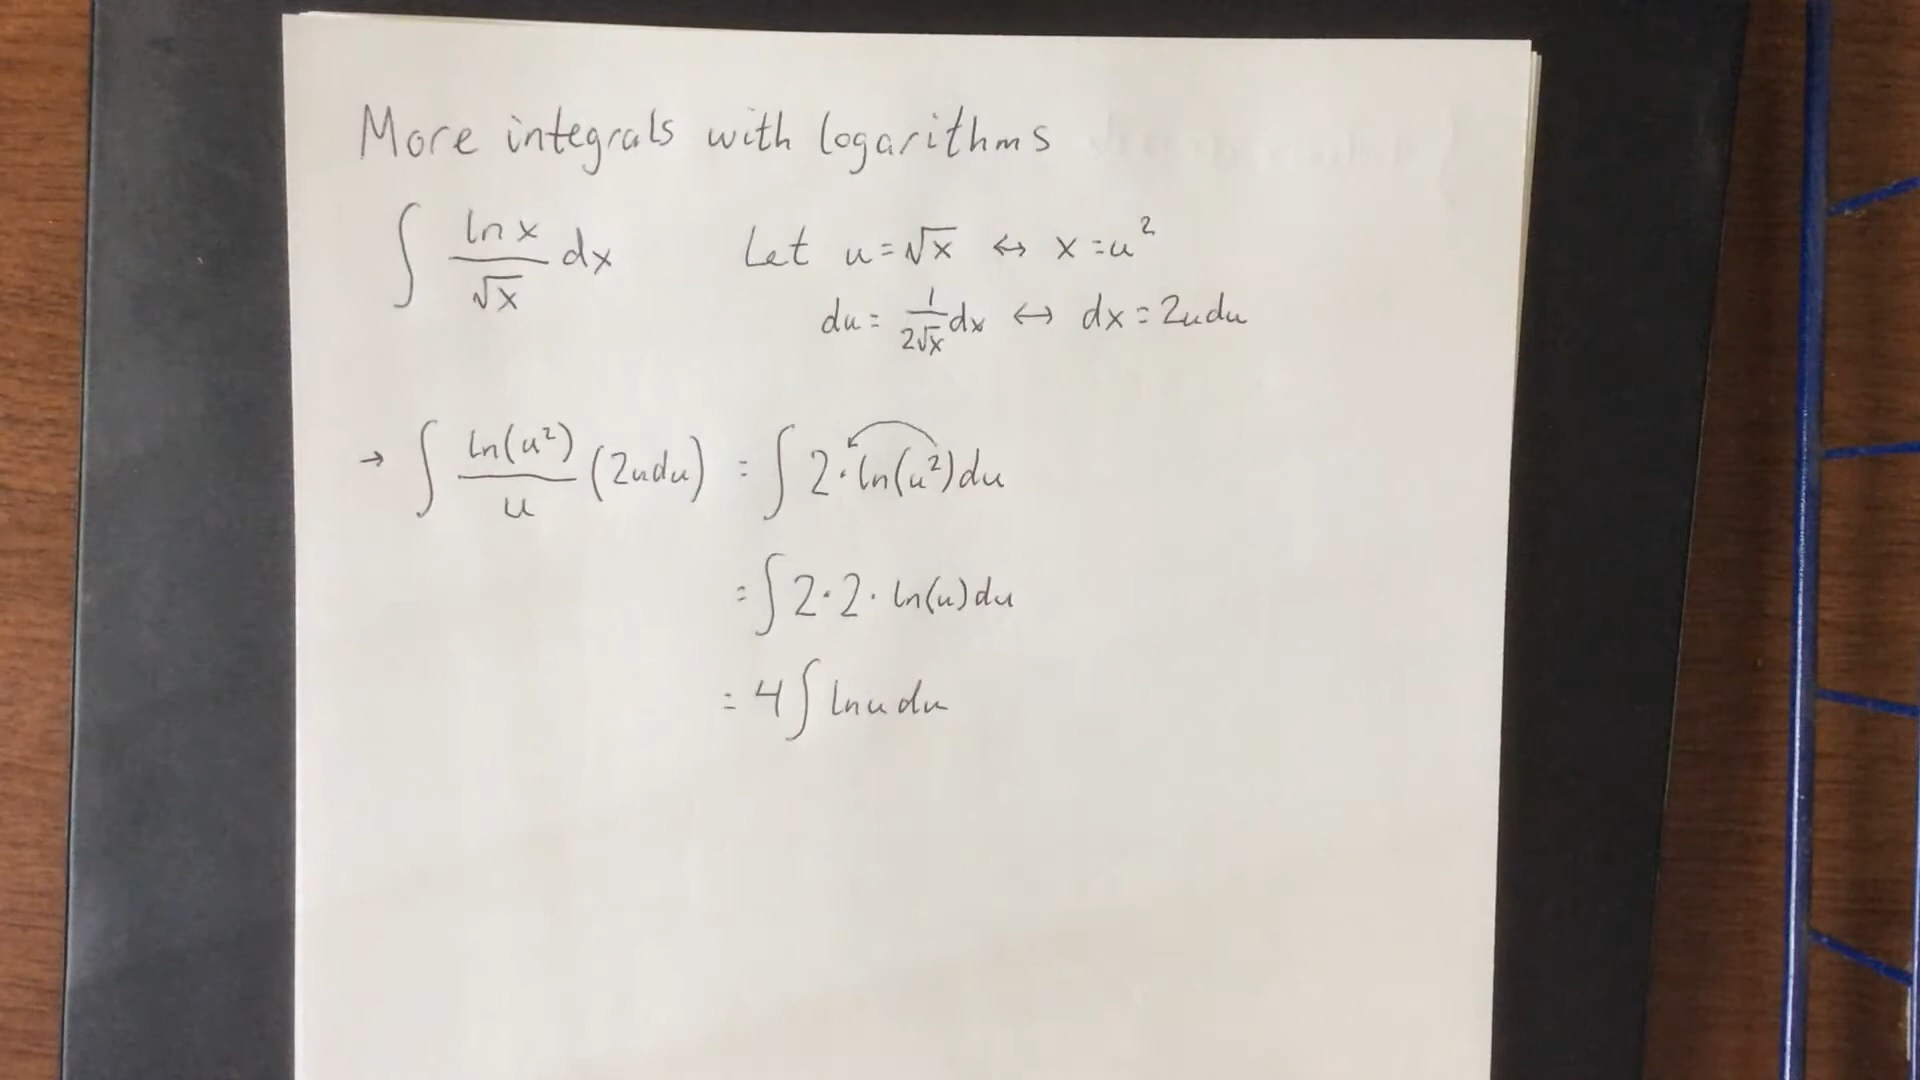 More integrals with logarithms
∫ ln x / √x dx Let u = √x ↔ x = u²
du = 1/(2√x) dx ↔ dx = 2u du
→ ∫ ln(u²) / u (2u du) = ∫ 2 · ln(u²) du
= ∫ 2 · 2 · ln(u) du
= 4 ∫ ln u du